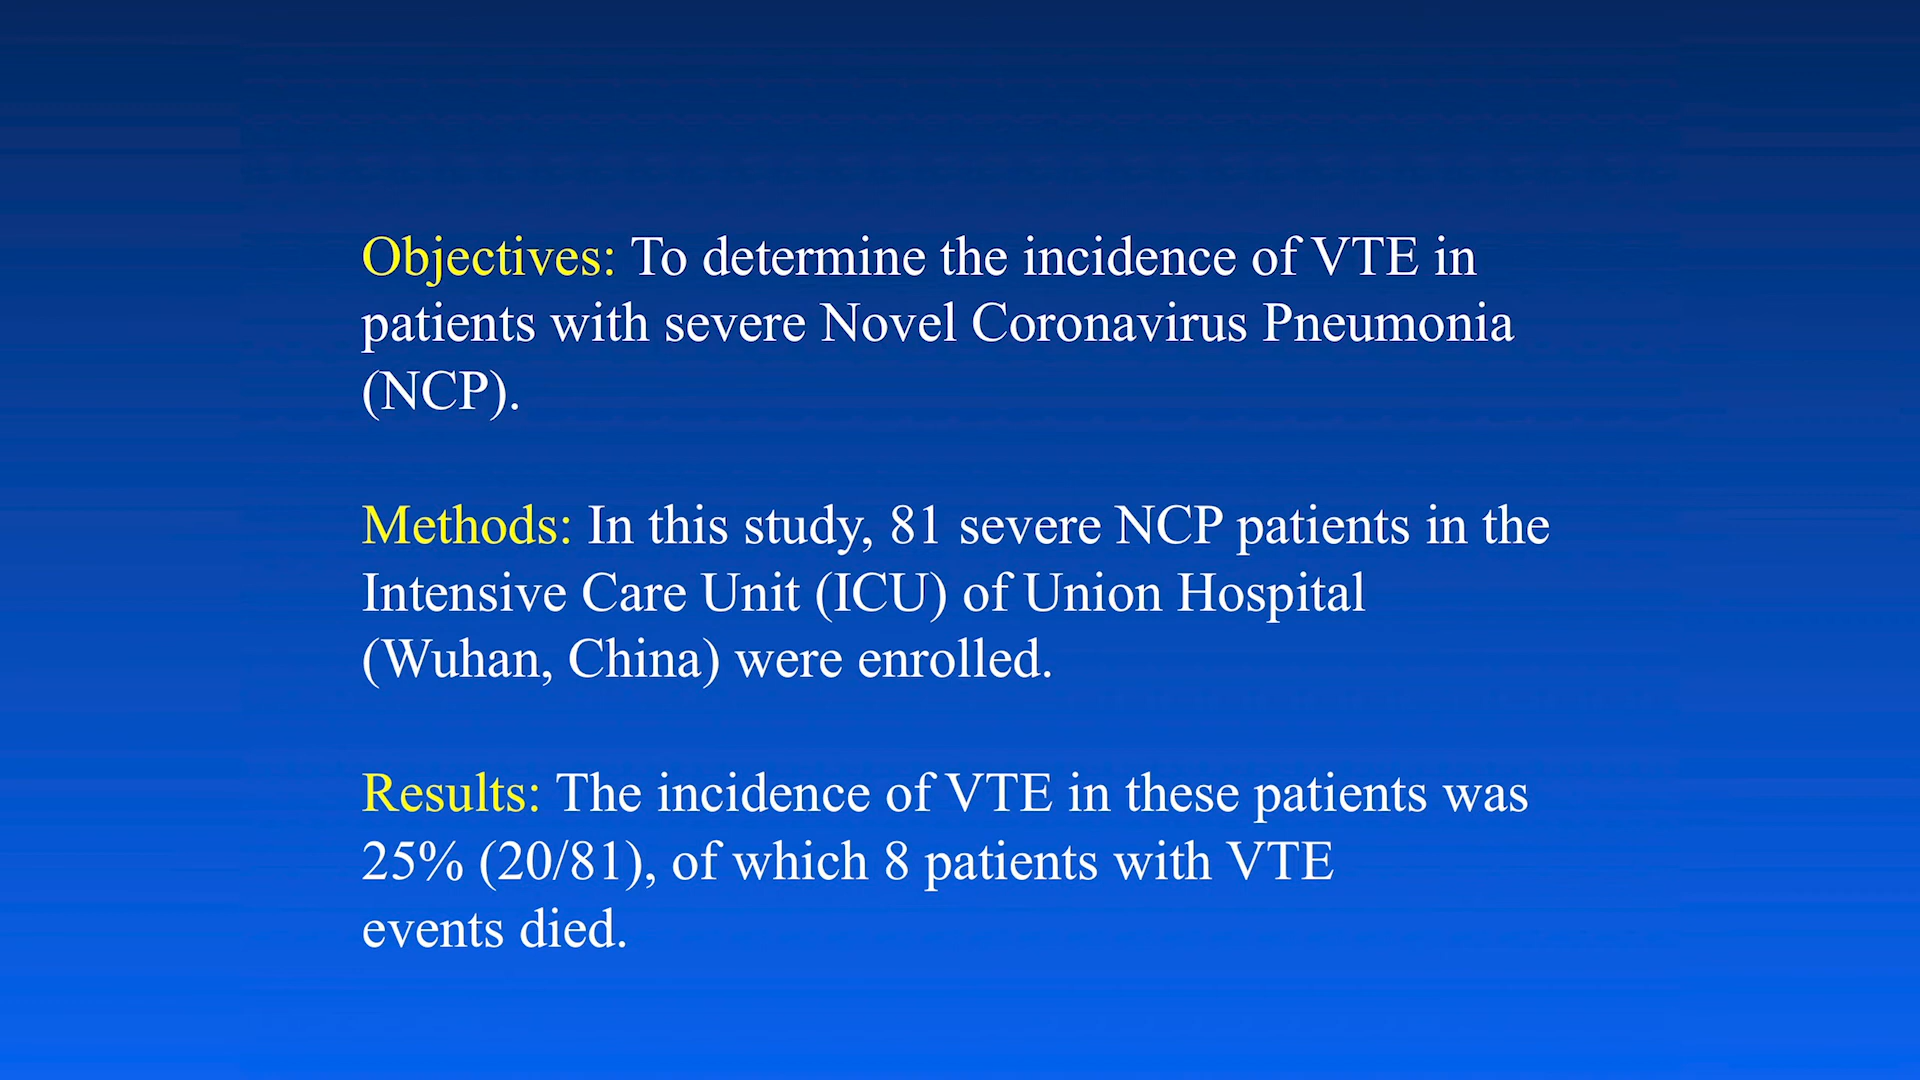 Objectives: To determine the incidence of VTE in
patients with severe Novel Coronavirus Pneumonia
(NCP).
Methods: In this study, 81 severe NCP patients in the
Intensive Care Unit (ICU) of Union Hospital
(Wuhan, China) were enrolled.
Results: The incidence of VTE in these patients was
25% (20/81), of which 8 patients with VTE
events died.